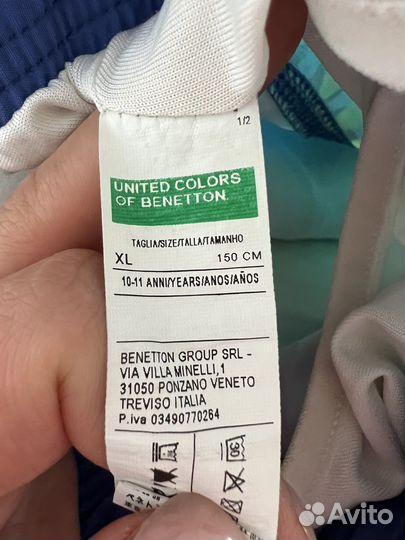 1/2
UNITED COLORS
OF BENETTON.
TAGLIA/SIZE/TALLA/TAMANHO
XL 150 CM
10-11 ANNI/YEARS/ANOS/AÑOS
BENETTON GROUP SRL -
VIA VILLA MINELLI,1
31050 PONZANO VENETO
TREVISO ITALIA
P.iva 03490770264
30
Avito